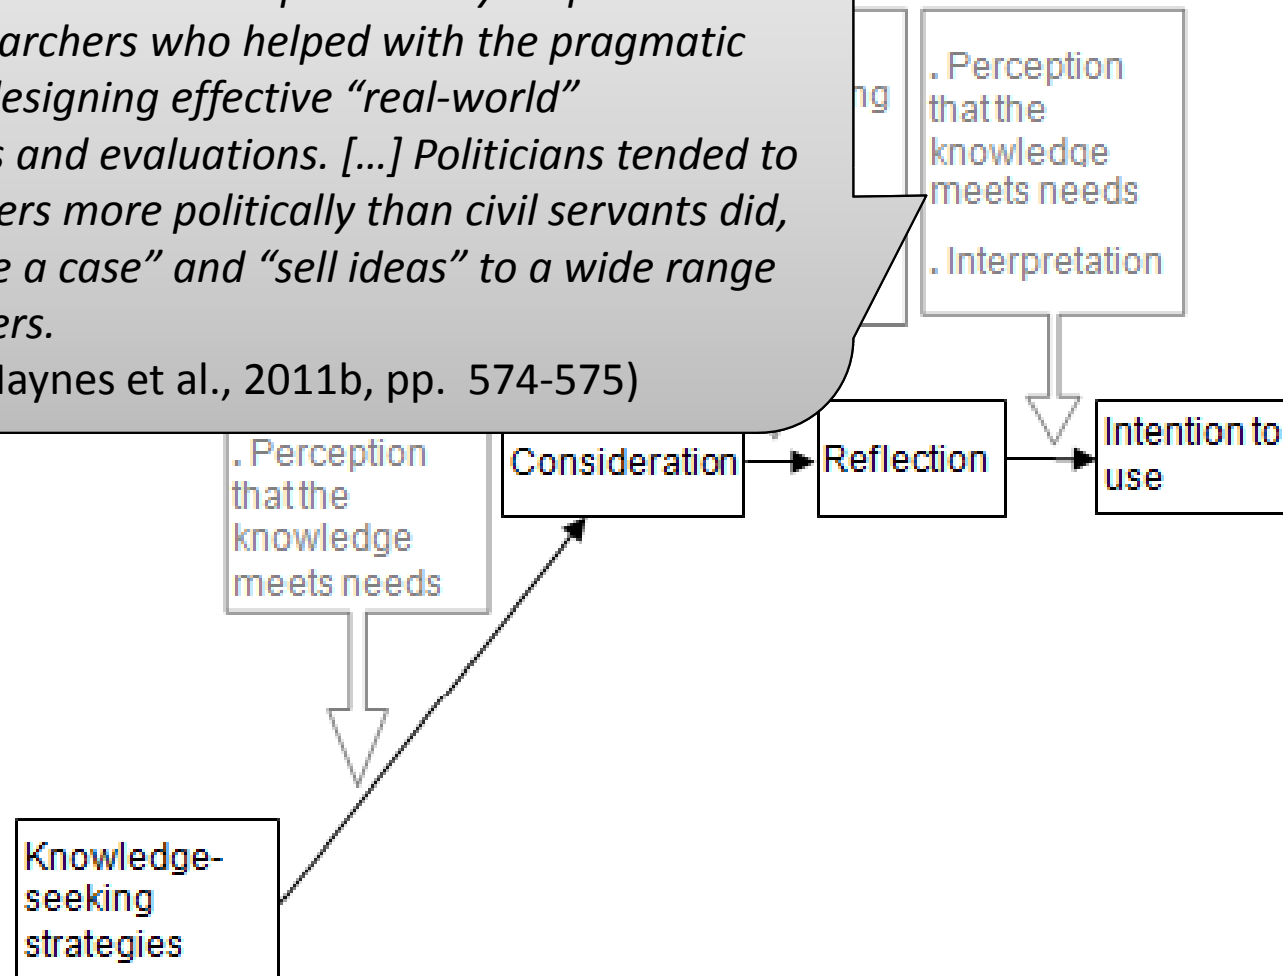 archers who helped with the pragmatic
designing effective “real-world”
s and evaluations. […] Politicians tended to
ers more politically than civil servants did,
e a case” and “sell ideas” to a wide range
ers.
aynes et al., 2011b, pp. 574-575)
ng
. Perception
that the
knowledge
meets needs
. Interpretation
. Perception
that the
knowledge
meets needs
Consideration
Reflection
Intention to
use
Knowledge-
seeking
strategies